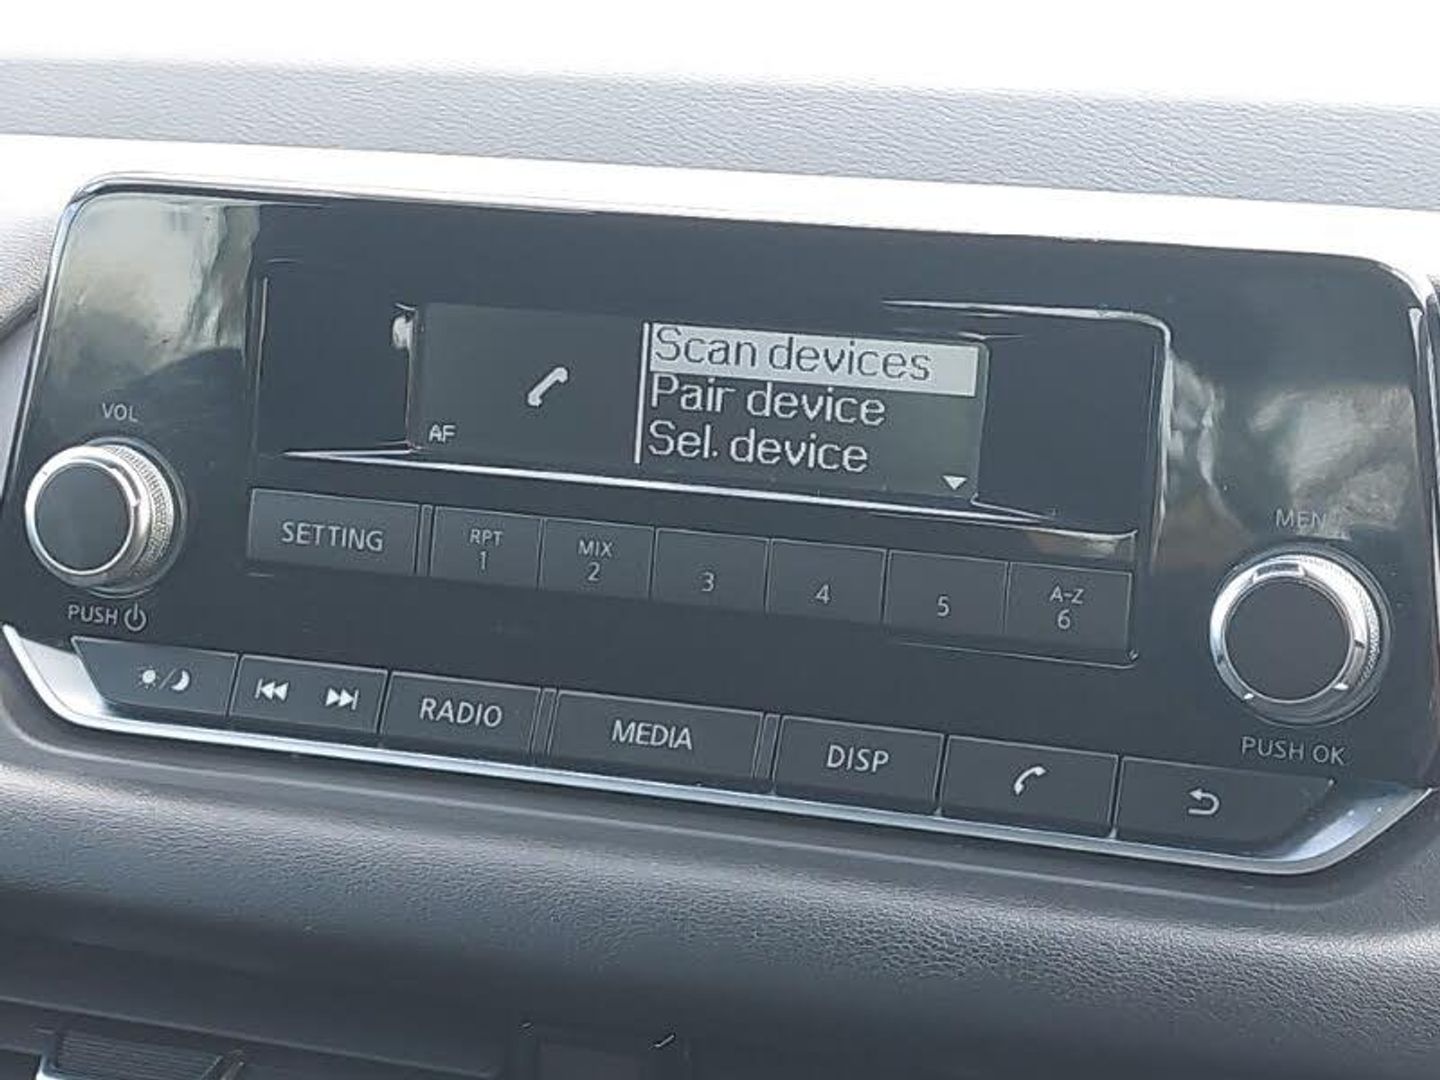 Scan devices
Pair device
Sel. device
AF
VOL
PUSH
MEN
PUSH OK
SETTING
RPT
1
MIX
2
3
4
5
A-Z
6
RADIO
MEDIA
DISP